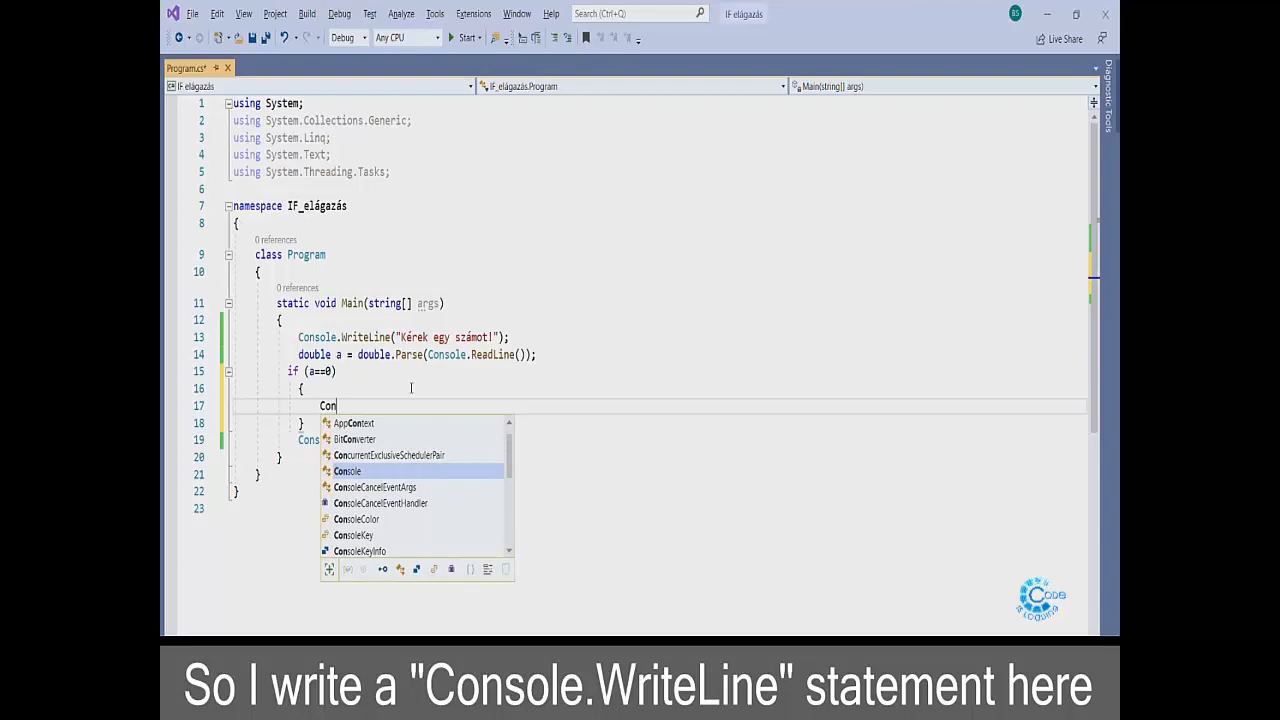 File Edit View Project Build Debug Test Analyze Tools Extensions Window Help Search (Ctrl+Q) IF elágazás BS
Debug Any CPU Start Live Share
Program.cs*
IF elágazás IF_elágazás.Program Main(string[] args)
Diagnostic Tools
1 using System;
2 using System.Collections.Generic;
3 using System.Linq;
4 using System.Text;
5 using System.Threading.Tasks;
6
7 namespace IF_elágazás
8 {
0 references
9 class Program
10 {
0 references
11 static void Main(string[] args)
12 {
13 Console.WriteLine("Kérek egy számot!");
14 double a = double.Parse(Console.ReadLine());
15 if (a==0)
16 {
17 Con
18 }
19 Cons
20 }
21 }
22 }
23
AppContext
BitConverter
ConcurrentExclusiveSchedulerPair
Console
ConsoleCancelEventArgs
ConsoleCancelEventHandler
ConsoleColor
ConsoleKey
ConsoleKeyInfo
Code
is Loading
So I write a "Console.WriteLine" statement here